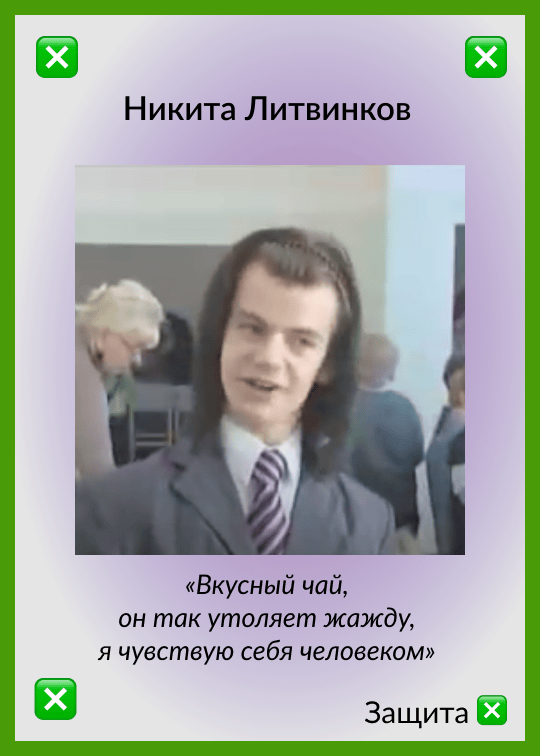 Никита Литвинков
«Вкусный чай,
он так утоляет жажду,
я чувствую себя человеком»
Защита ❎